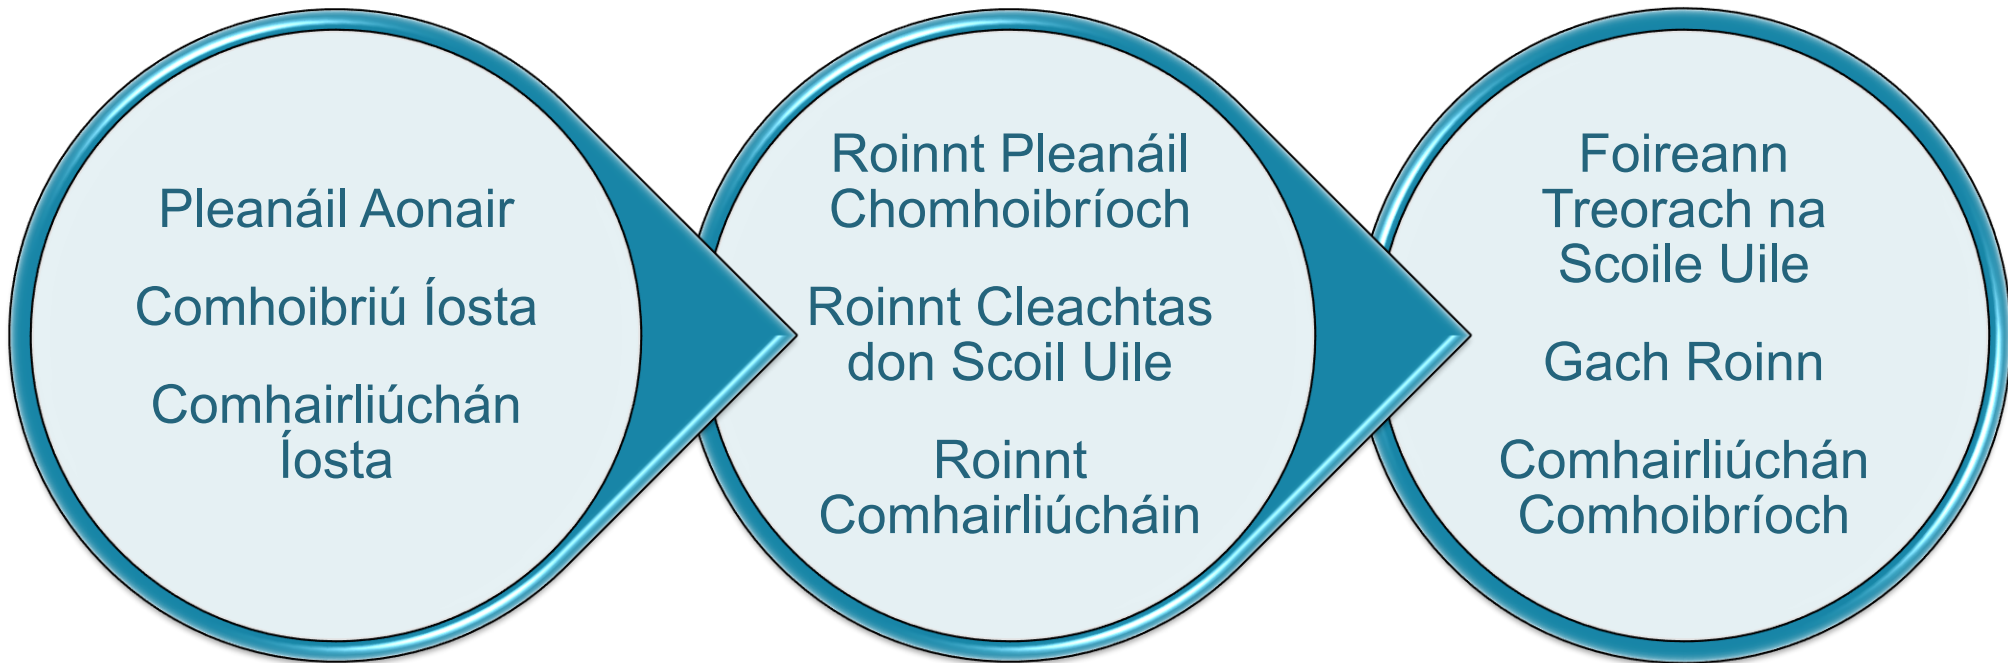 Pleanáil Aonair
Comhoibriú Íosta
Comhairliúchán
Íosta
Roinnt Pleanáil
Chomhoibríoch
Roinnt Cleachtas
don Scoil Uile
Roinnt
Comhairliúcháin
Foireann
Treorach na
Scoile Uile
Gach Roinn
Comhairliúchán
Comhoibríoch